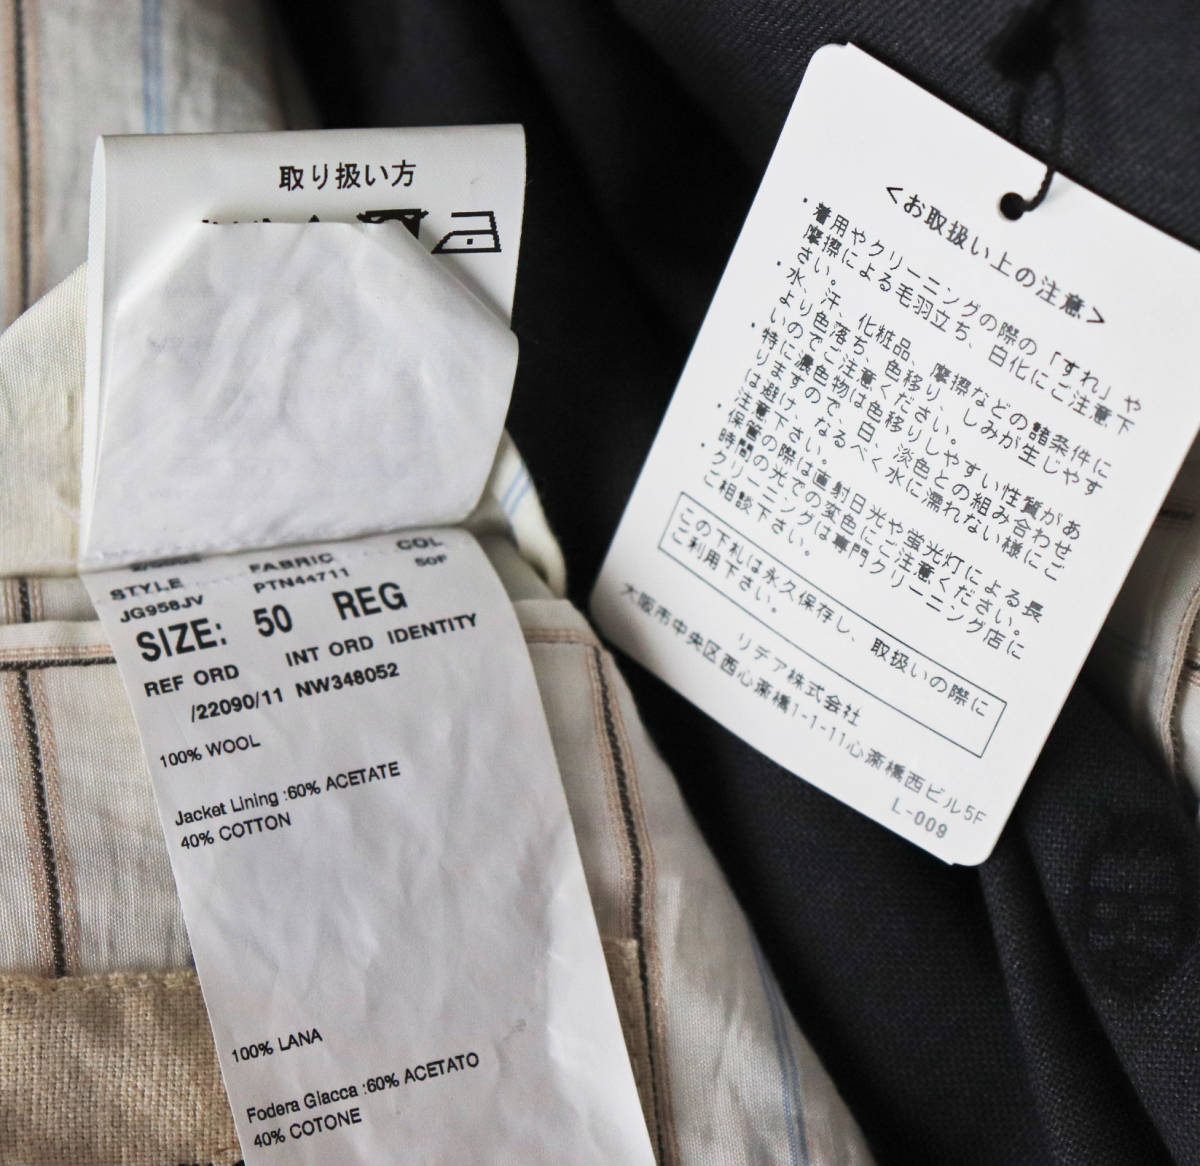 取り扱い方
STYLE FABRIC COL
JG958JV PTN44711 50F
SIZE: 50 REG
REF ORD INT ORD IDENTITY
/22090/11 NW348052
100% WOOL
Jacket Lining :60% ACETATE
40% COTTON
100% LANA
Fodera Giacca :60% ACETATO
40% COTONE
<お取扱い上の注意>
・着用やクリーニングの際の「すれ」や
摩擦による毛羽立ち、白化にご注意下
さい。
・水、汗、化粧品、摩擦などの諸条件に
より色落ち、色移り、しみが生じやす
いのでご注意ください。
・特に濃色物は色移りしやすい性質があ
りますので、白、淡色との組み合わせ
は避け、なるべく水に濡れない様にご
注意下さい。
・保管の際は直射日光や蛍光灯による長
時間の光での変色にご注意ください。
・クリーニングは専門クリーニング店に
ご相談下さい。
この下札は永久保存し、取扱いの際に
ご利用下さい。
リデア株式会社
大阪市中央区西心斎橋1-1-11心斎橋西ビル5F
L-009